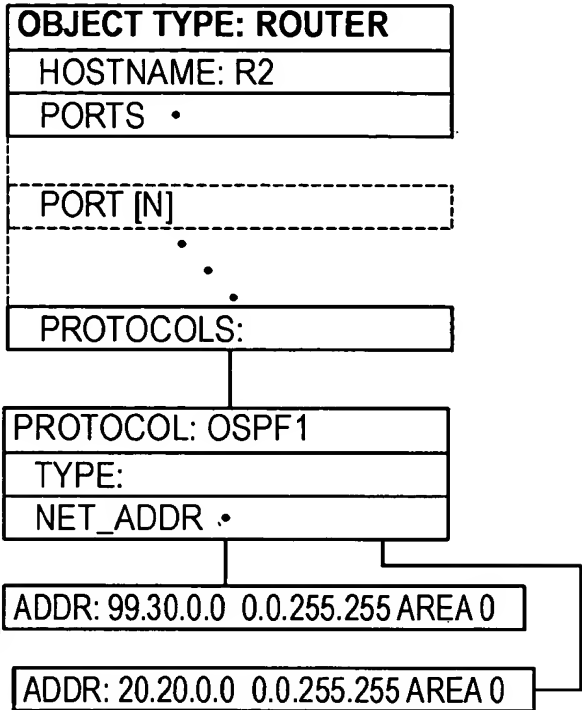 OBJECT TYPE: ROUTER
HOSTNAME: R2
PORTS •
PORT [N]
PROTOCOLS:
PROTOCOL: OSPF1
TYPE:
NET_ADDR •
ADDR: 99.30.0.0 0.0.255.255 AREA 0
ADDR: 20.20.0.0 0.0.255.255 AREA 0